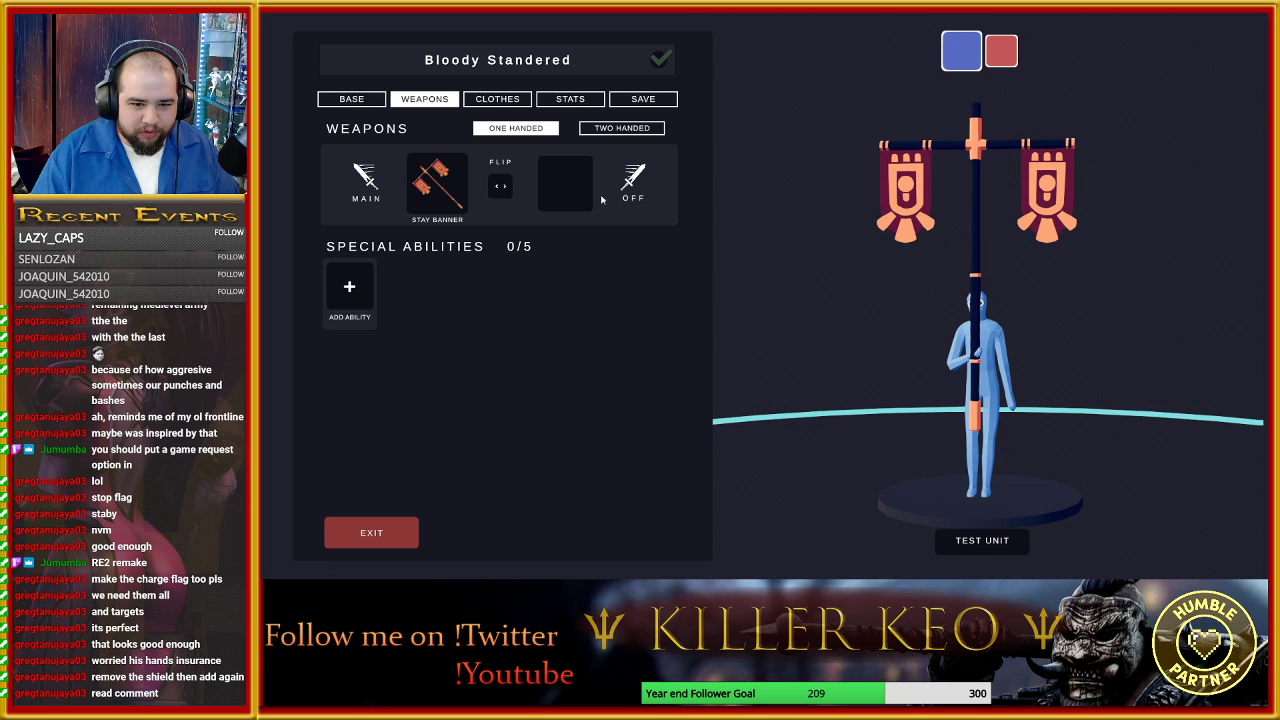 Bloody Standered
BASE
WEAPONS
CLOTHES
STATS
SAVE
WEAPONS
ONE HANDED
TWO HANDED
MAIN
STAY BANNER
FLIP
OFF
SPECIAL ABILITIES 0/5
+
ADD ABILITY
EXIT
TEST UNIT
RECENT EVENTS
LAZY_CAPS FOLLOW
SENLOZAN FOLLOW
JOAQUIN_542010 FOLLOW
JOAQUIN_542010 FOLLOW
gregtanujaya03 remaining medieval army
gregtanujaya03 tthe the
gregtanujaya03 with the the last
gregtanujaya03
gregtanujaya03 because of how aggresive
sometimes our punches and
bashes
gregtanujaya03 ah, reminds me of my ol frontline
gregtanujaya03 maybe was inspired by that
Jumumba you should put a game request
option in
gregtanujaya03 lol
gregtanujaya03 stop flag
gregtanujaya03 staby
gregtanujaya03 nvm
gregtanujaya03 good enough
Jumumba RE2 remake
gregtanujaya03 make the charge flag too pls
gregtanujaya03 we need them all
gregtanujaya03 and targets
gregtanujaya03 its perfect
gregtanujaya03 that looks good enough
gregtanujaya03 worried his hands insurance
gregtanujaya03 remove the shield then add again
gregtanujaya03 read comment
Follow me on !Twitter
!Youtube
KILLER KEO
Year end Follower Goal 209 300
HUMBLE
PARTNER